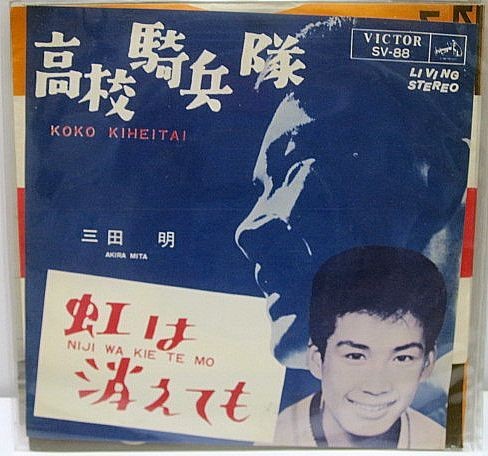 高校騎兵隊
KOKO KIHEITAI
VICTOR
SV-88
LIVING
STEREO
三田 明
AKIRA MITA
虹は
NIJI WA KIE TE MO
消えても